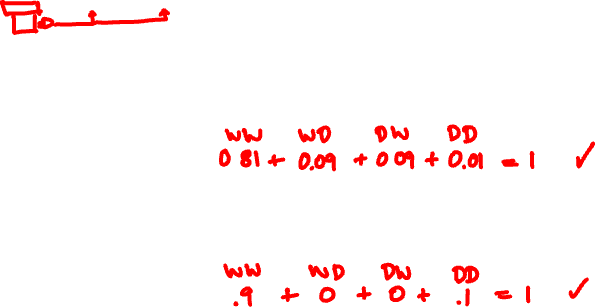 WW WD DW DD
0.81 + 0.09 + 0.09 + 0.01 = 1 ✓
WW WD DW DD
.9 + 0 + 0 + .1 = 1 ✓